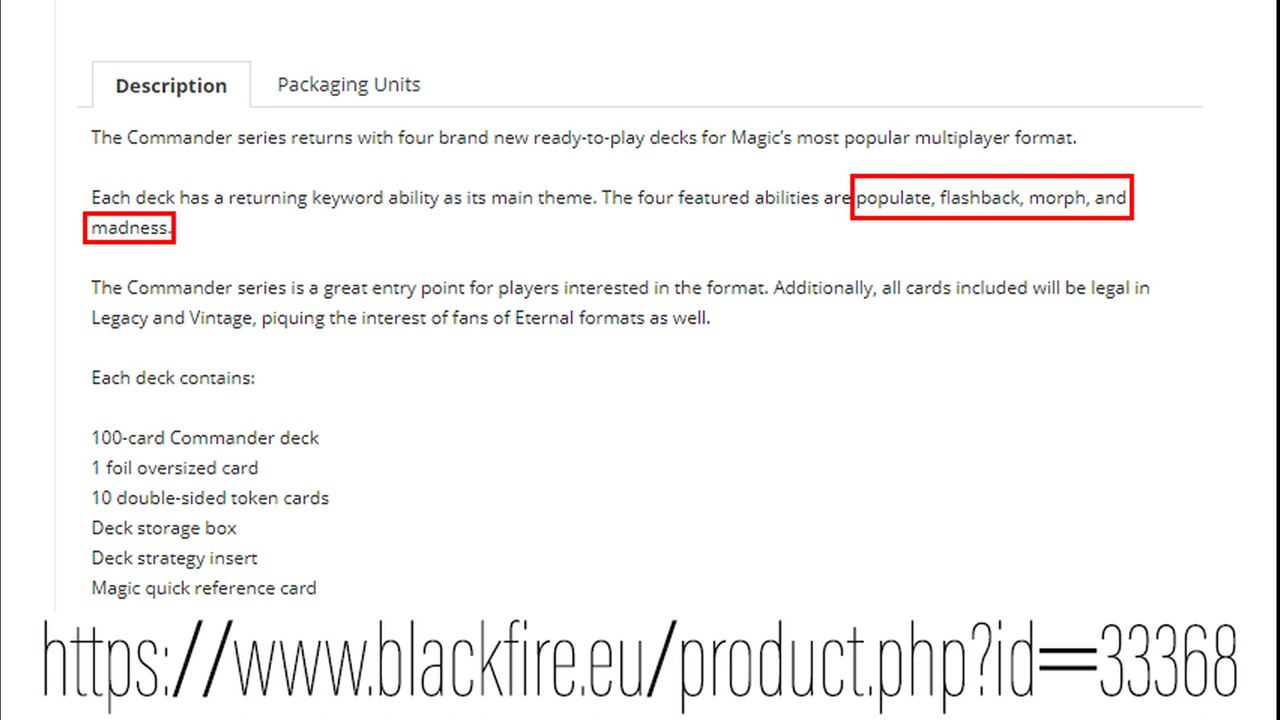 Description
Packaging Units
The Commander series returns with four brand new ready-to-play decks for Magic’s most popular multiplayer format.
Each deck has a returning keyword ability as its main theme. The four featured abilities are populate, flashback, morph, and
madness.
The Commander series is a great entry point for players interested in the format. Additionally, all cards included will be legal in
Legacy and Vintage, piquing the interest of fans of Eternal formats as well.
Each deck contains:
100-card Commander deck
1 foil oversized card
10 double-sided token cards
Deck storage box
Deck strategy insert
Magic quick reference card
https://www.blackfire.eu/product.php?id=33368